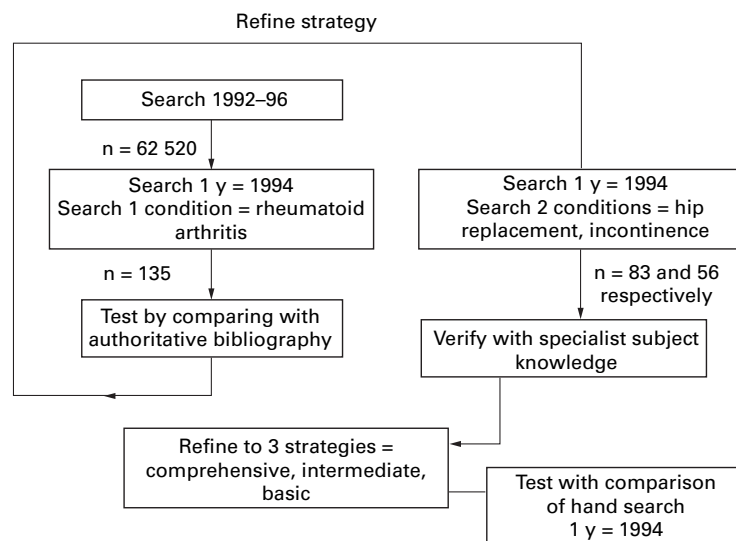 Refine strategy
Search 1992–96
n = 62 520
Search 1 y = 1994
Search 1 condition = rheumatoid
arthritis
n = 135
Test by comparing with
authoritative bibliography
Search 1 y = 1994
Search 2 conditions = hip
replacement, incontinence
n = 83 and 56
respectively
Verify with specialist subject
knowledge
Refine to 3 strategies =
comprehensive, intermediate,
basic
Test with comparison
of hand search
1 y = 1994